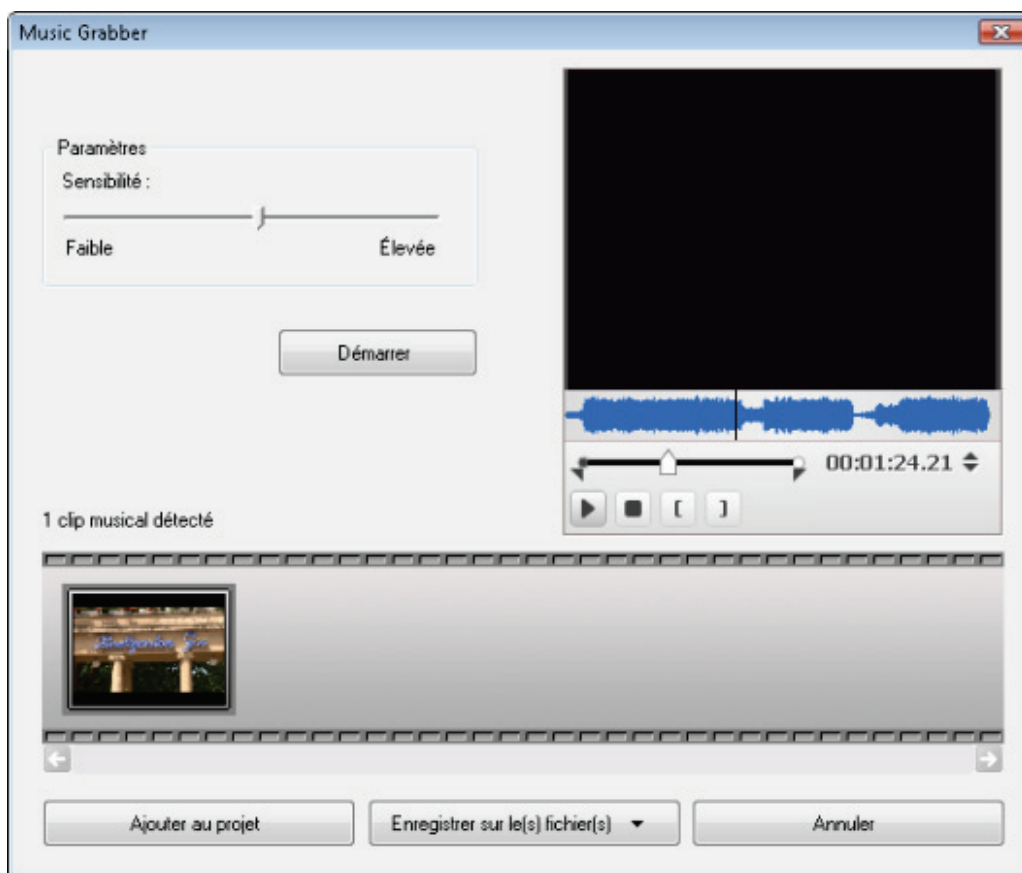 Music Grabber
Paramètres
Sensibilité :
Faible Élevée
Démarrer
00:01:24.21
1 clip musical détecté
Ajouter au projet
Enregistrer sur le(s) fichier(s)
Annuler